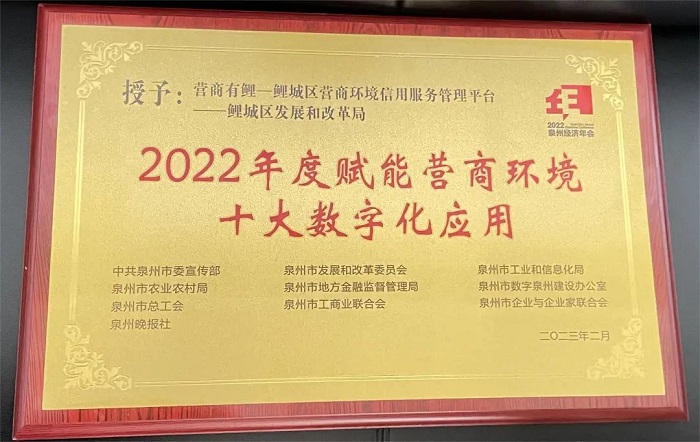 授予：营商有鲤—鲤城区营商环境信用服务管理平台
——鲤城区发展和改革局
2022
泉州经济年会
2022年度赋能营商环境
十大数字化应用
中共泉州市委宣传部
泉州市发展和改革委员会
泉州市工业和信息化局
泉州市农业农村局
泉州市地方金融监督管理局
泉州市数字泉州建设办公室
泉州市总工会
泉州市工商业联合会
泉州市企业与企业家联合会
泉州晚报社
二〇二三年二月